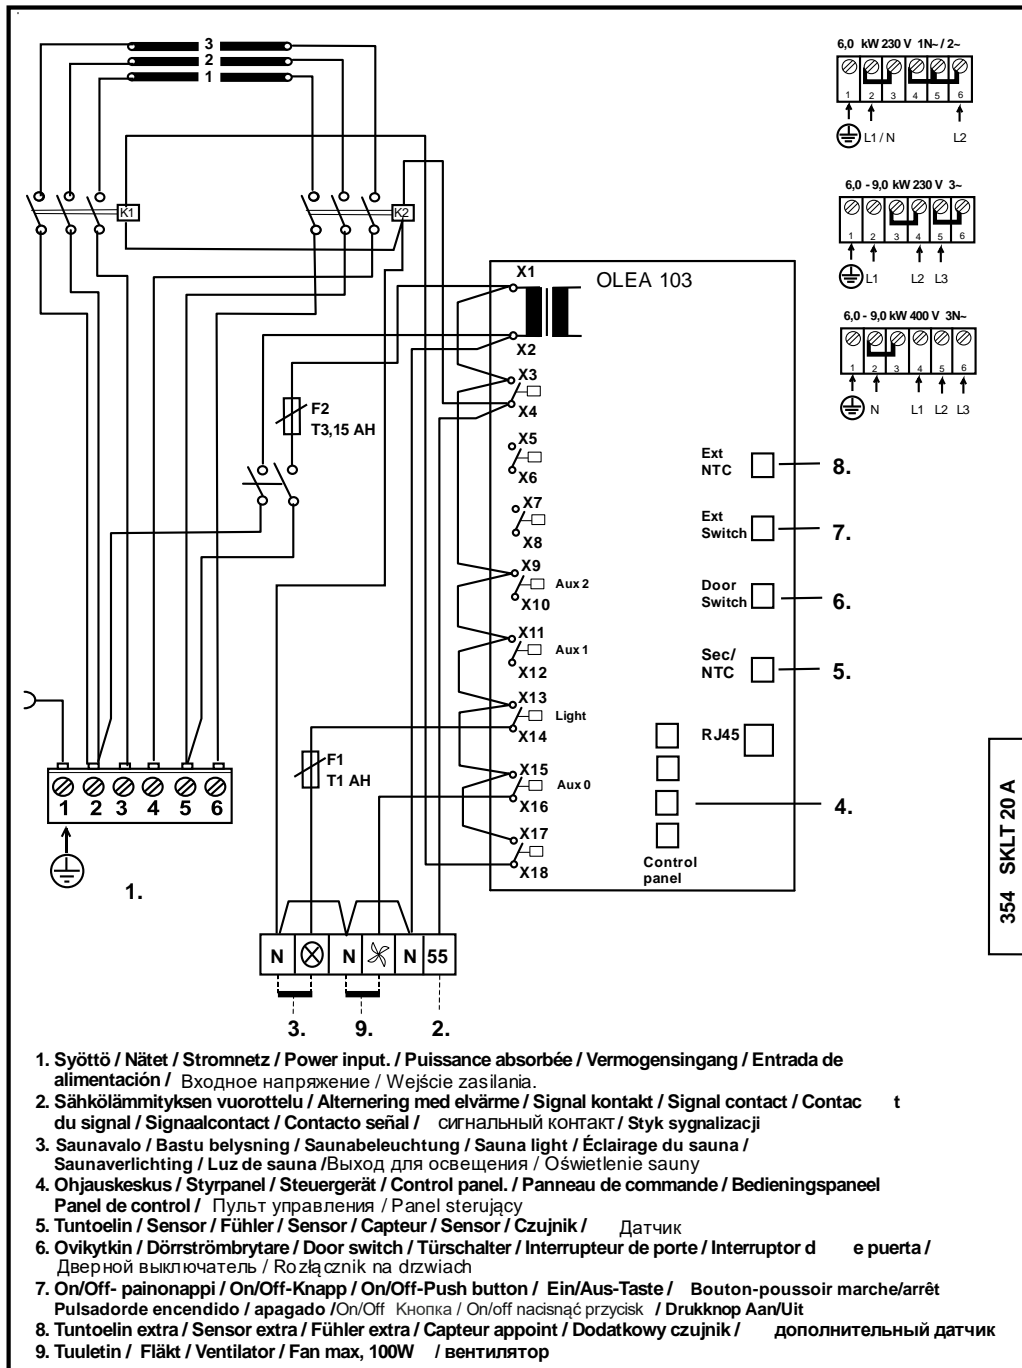 3
2
1
6,0 kW 230 V 1N~ / 2~
1 2 3 4 5 6
L1 / N L2
K1 K2
6,0 - 9,0 kW 230 V 3~
1 2 3 4 5 6
L1 L2 L3
6,0 - 9,0 kW 400 V 3N~
1 2 3 4 5 6
N L1 L2 L3
OLEA 103
X1
X2
X3
X4
F2
T3,15 AH
X5
X6
X7
X8
X9
Aux 2
X10
X11
Aux 1
X12
X13
Light
X14
X15
Aux 0
X16
X17
X18
Ext
NTC
8.
Ext
Switch
7.
Door
Switch
6.
Sec/
NTC
5.
RJ45
4.
Control
panel
F1
T1 AH
1 2 3 4 5 6
1.
N N N 55
3. 9. 2.
354 SKLT 20 A
1. Syöttö / Nätet / Stromnetz / Power input. / Puissance absorbée / Vermogensingang / Entrada de
alimentación / Входное напряжение / Wejście zasilania.
2. Sähkölämmityksen vuorottelu / Alternering med elvärme / Signal kontakt / Signal contact / Contac t
du signal / Signaalcontact / Contacto señal / сигнальный контакт / Styk sygnalizacji
3. Saunavalo / Bastu belysning / Saunabeleuchtung / Sauna light / Éclairage du sauna /
Saunaverlichting / Luz de sauna /Выход для освещения / Oświetlenie sauny
4. Ohjauskeskus / Styrpanel / Steuergerät / Control panel. / Panneau de commande / Bedieningspaneel
Panel de control / Пульт управления / Panel sterujący
5. Tuntoelin / Sensor / Fühler / Sensor / Capteur / Sensor / Czujnik / Датчик
6. Ovikytkin / Dörrströmbrytare / Door switch / Türschalter / Interrupteur de porte / Interruptor d e puerta /
Дверной выключатель / Rozłącznik na drzwiach
7. On/Off- painonappi / On/Off-Knapp / On/Off-Push button / Ein/Aus-Taste / Bouton-poussoir marche/arrêt
Pulsadorde encendido / apagado /On/Off Кнопка / On/off nacisnąć przycisk / Drukknop Aan/Uit
8. Tuntoelin extra / Sensor extra / Fühler extra / Capteur appoint / Dodatkowy czujnik / дополнительный датчик
9. Tuuletin / Fläkt / Ventilator / Fan max, 100W / вентилятор